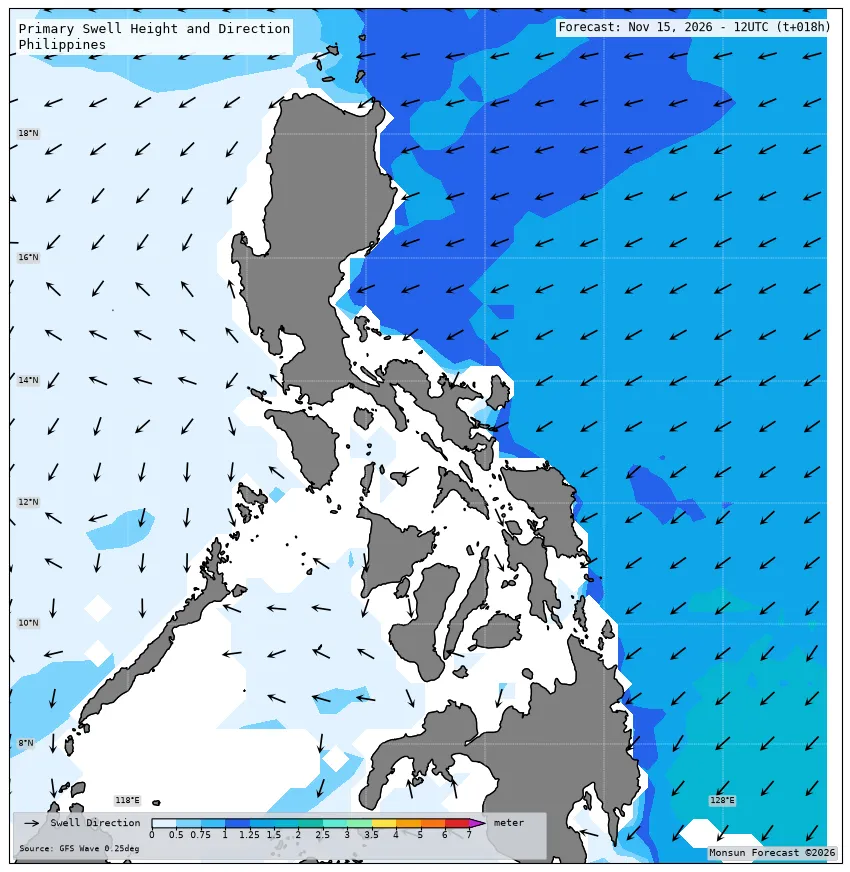 Primary Swell Height and Direction
Philippines
Forecast: Nov 15, 2026 - 12UTC (t+018h)
18°N
16°N
14°N
12°N
10°N
8°N
118°E
128°E
Swell Direction
0 0.5 0.75 1 1.25 1.5 2 2.5 3 3.5 4 5 6 7
meter
Source: GFS Wave 0.25deg
Monsun Forecast ©2026